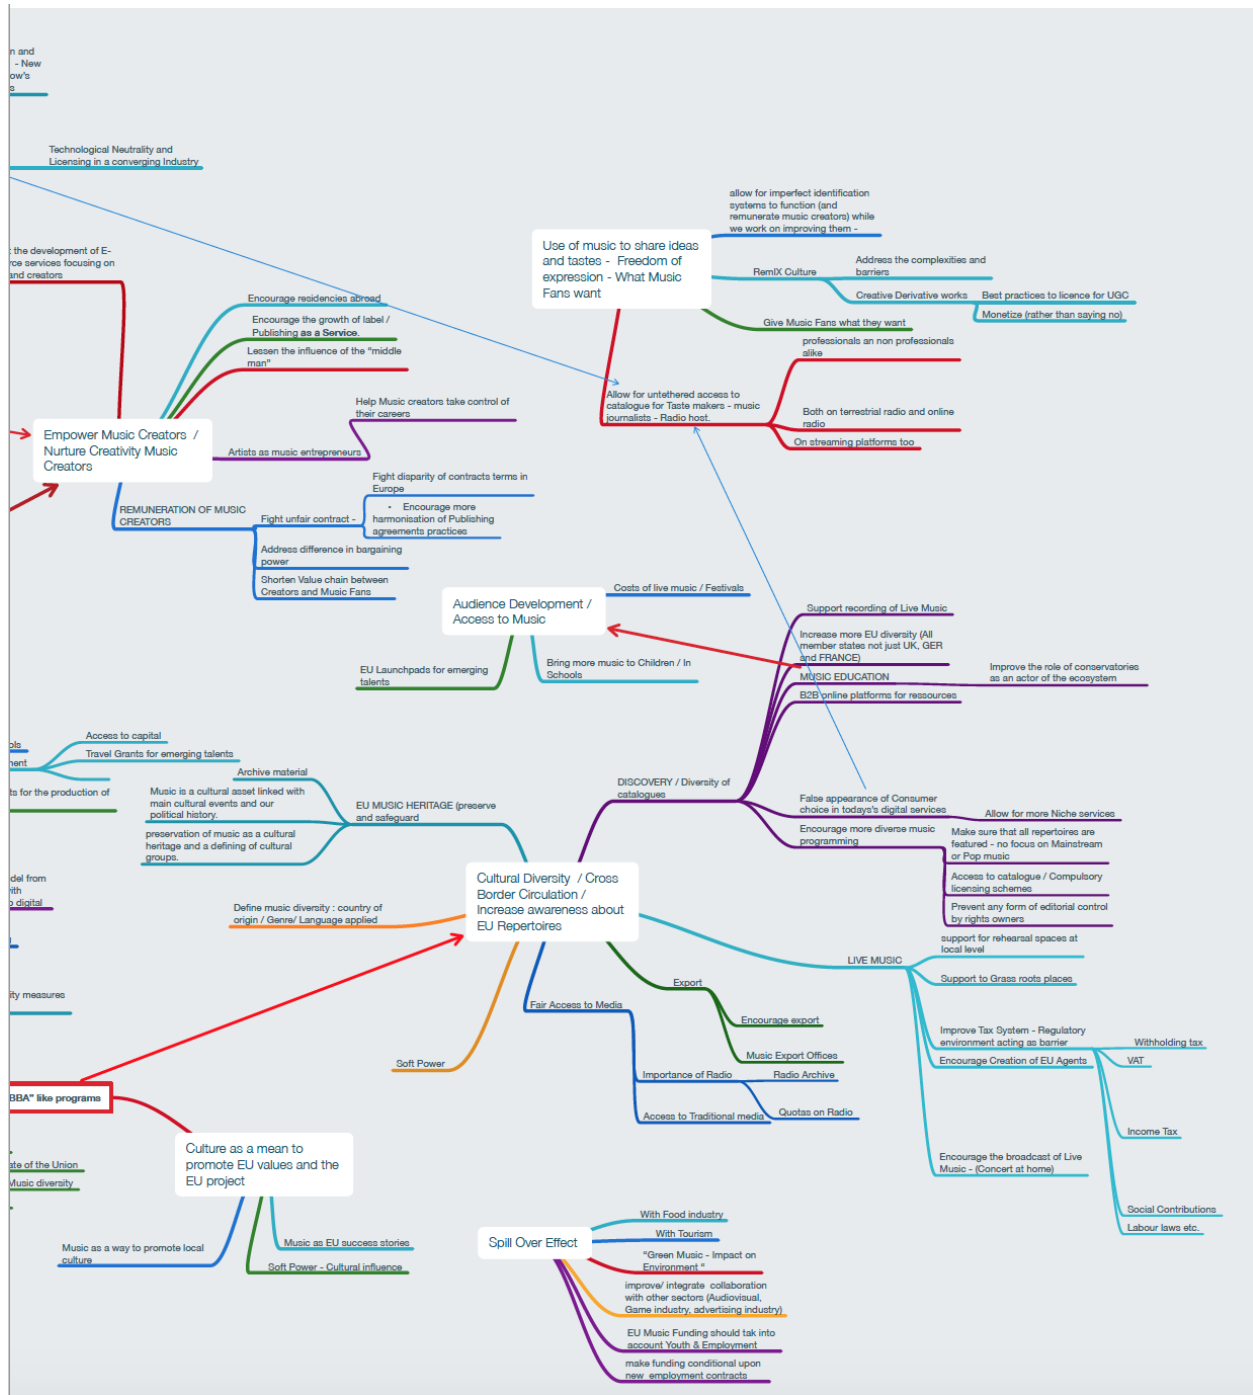 n and
- New
ow's
s
Technological Neutrality and
Licensing in a converging Industry
t the development of E-
rce services focusing on
and creators
Encourage residencies abroad
Encourage the growth of label /
Publishing as a Service.
Lessen the influence of the "middle
man"
Empower Music Creators /
Nurture Creativity Music
Creators
Help Music creators take control of
their careers
Artists as music entrepreneurs
REMUNERATION OF MUSIC
CREATORS
Fight unfair contract -
Fight disparity of contracts terms in
Europe
- Encourage more
harmonisation of Publishing
agreements practices
Address difference in bargaining
power
Shorten Value chain between
Creators and Music Fans
Use of music to share ideas
and tastes - Freedom of
expression - What Music
Fans want
allow for imperfect identification
systems to function (and
remunerate music creators) while
we work on improving them -
RemIX Culture
Address the complexities and
barriers
Creative Derivative works
Best practices to licence for UGC
Monetize (rather than saying no)
Give Music Fans what they want
Allow for untethered access to
catalogue for Taste makers - music
journalists - Radio host.
professionals an non professionals
alike
Both on terrestrial radio and online
radio
On streaming platforms too
Audience Development /
Access to Music
Costs of live music / Festivals
EU Launchpads for emerging
talents
Bring more music to Children / In
Schools
ols
ment
Access to capital
Travel Grants for emerging talents
ts for the production of
Archive material
Music is a cultural asset linked with
main cultural events and our
political history.
preservation of music as a cultural
heritage and a defining of cultural
groups.
EU MUSIC HERITAGE (preserve
and safeguard
DISCOVERY / Diversity of
catalogues
Support recording of Live Music
Increase more EU diversity (All
member states not just UK, GER
and FRANCE)
MUSIC EDUCATION
Improve the role of conservatories
as an actor of the ecosystem
B2B online platforms for ressources
False appearance of Consumer
choice in todays's digital services
Allow for more Niche services
Encourage more diverse music
programming
Make sure that all repertoires are
featured - no focus on Mainstream
or Pop music
Access to catalogue / Compulsory
licensing schemes
Prevent any form of editorial control
by rights owners
Cultural Diversity / Cross
Border Circulation /
Increase awareness about
EU Repertoires
Define music diversity : country of
origin / Genre/ Language applied
del from
with
o digital
l
ity measures
Soft Power
Fair Access to Media
Importance of Radio
Radio Archive
Quotas on Radio
Access to Traditional media
Export
Encourage export
Music Export Offices
LIVE MUSIC
support for rehearsal spaces at
local level
Support to Grass roots places
Improve Tax System - Regulatory
environment acting as barrier
Withholding tax
VAT
Income Tax
Social Contributions
Labour laws etc.
Encourage Creation of EU Agents
Encourage the broadcast of Live
Music - (Concert at home)
BBA" like programs
ate of the Union
Music diversity
Culture as a mean to
promote EU values and the
EU project
Music as a way to promote local
culture
Music as EU success stories
Soft Power - Cultural influence
Spill Over Effect
With Food industry
With Tourism
"Green Music - Impact on
Environment "
improve/ integrate collaboration
with other sectors (Audiovisual,
Game industry, advertising industry)
EU Music Funding should tak into
account Youth & Employment
make funding conditional upon
new employment contracts